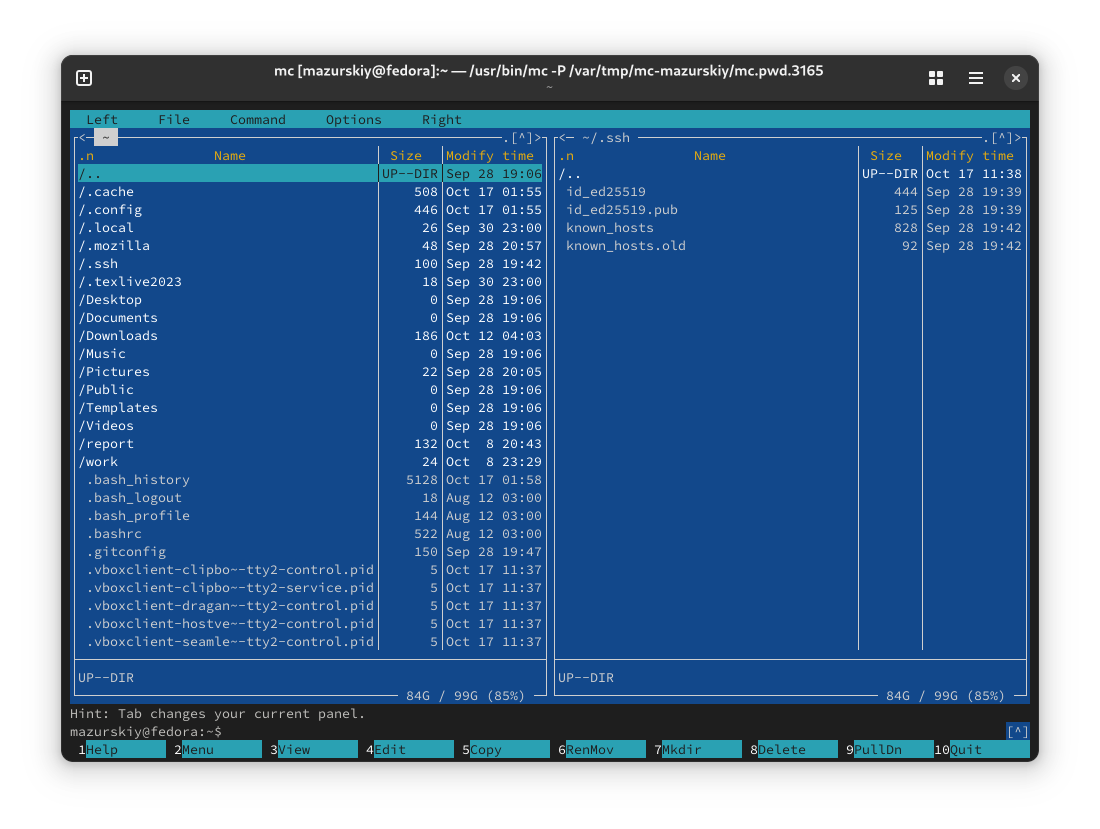 mc [mazurskiy@fedora]:~ — /usr/bin/mc -P /var/tmp/mc-mazurskiy/mc.pwd.3165
~
Left File Command Options Right
<─ ~ .[^]> <─ ~/.ssh .[^]>
.n Name Size Modify time .n Name Size Modify time
/.. UP--DIR Sep 28 19:06 /.. UP--DIR Oct 17 11:38
/.cache 508 Oct 17 01:55 id_ed25519 444 Sep 28 19:39
/.config 446 Oct 17 01:55 id_ed25519.pub 125 Sep 28 19:39
/.local 26 Sep 30 23:00 known_hosts 828 Sep 28 19:42
/.mozilla 48 Sep 28 20:57 known_hosts.old 92 Sep 28 19:42
/.ssh 100 Sep 28 19:42
/.texlive2023 18 Sep 30 23:00
/Desktop 0 Sep 28 19:06
/Documents 0 Sep 28 19:06
/Downloads 186 Oct 12 04:03
/Music 0 Sep 28 19:06
/Pictures 22 Sep 28 20:05
/Public 0 Sep 28 19:06
/Templates 0 Sep 28 19:06
/Videos 0 Sep 28 19:06
/report 132 Oct 8 20:43
/work 24 Oct 8 23:29
.bash_history 5128 Oct 17 01:58
.bash_logout 18 Aug 12 03:00
.bash_profile 144 Aug 12 03:00
.bashrc 522 Aug 12 03:00
.gitconfig 150 Sep 28 19:47
.vboxclient-clipbo~-tty2-control.pid 5 Oct 17 11:37
.vboxclient-clipbo~-tty2-service.pid 5 Oct 17 11:37
.vboxclient-dragan~-tty2-control.pid 5 Oct 17 11:37
.vboxclient-hostve~-tty2-control.pid 5 Oct 17 11:37
.vboxclient-seamle~-tty2-control.pid 5 Oct 17 11:37
UP--DIR UP--DIR
84G / 99G (85%) 84G / 99G (85%)
Hint: Tab changes your current panel.
mazurskiy@fedora:~$ [^]
1Help 2Menu 3View 4Edit 5Copy 6RenMov 7Mkdir 8Delete 9PullDn 10Quit